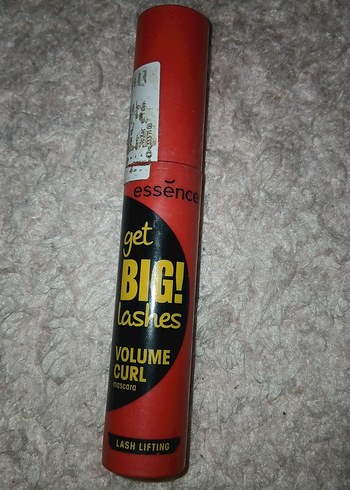 essence
get
BIG!
lashes
VOLUME
CURL
mascara
LASH LIFTING